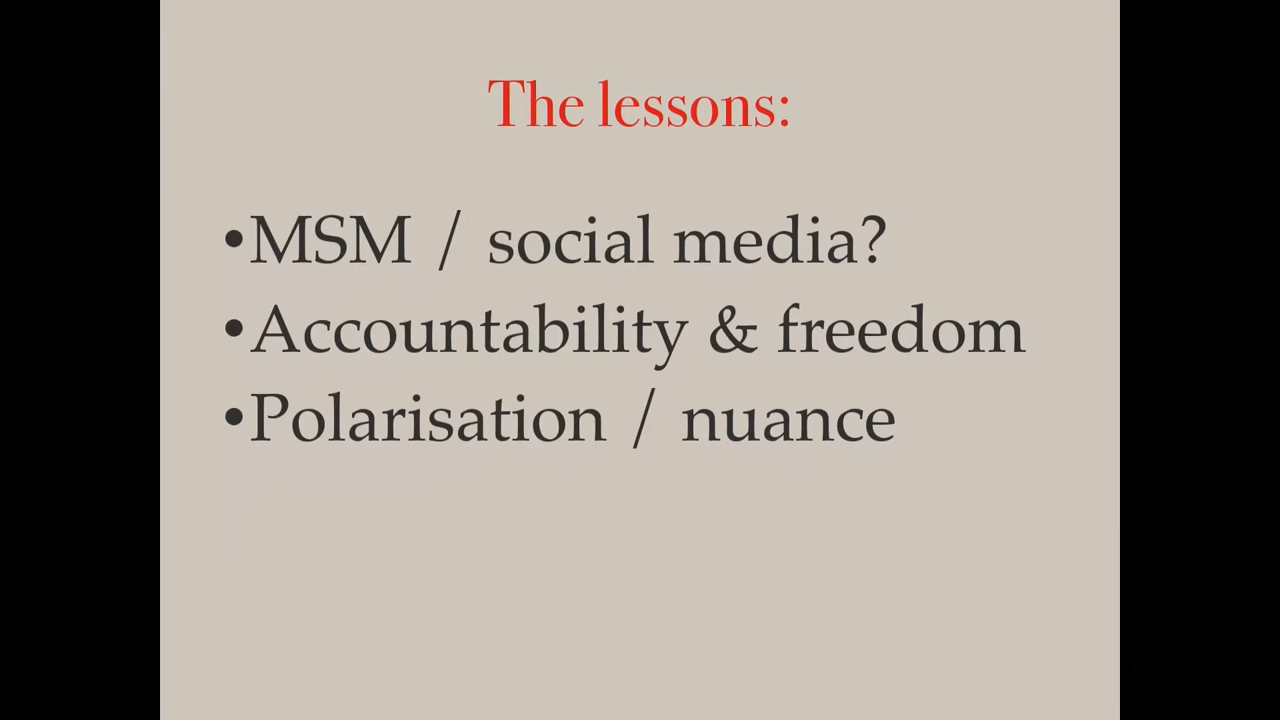 The lessons:
•MSM / social media?
•Accountability & freedom
•Polarisation / nuance